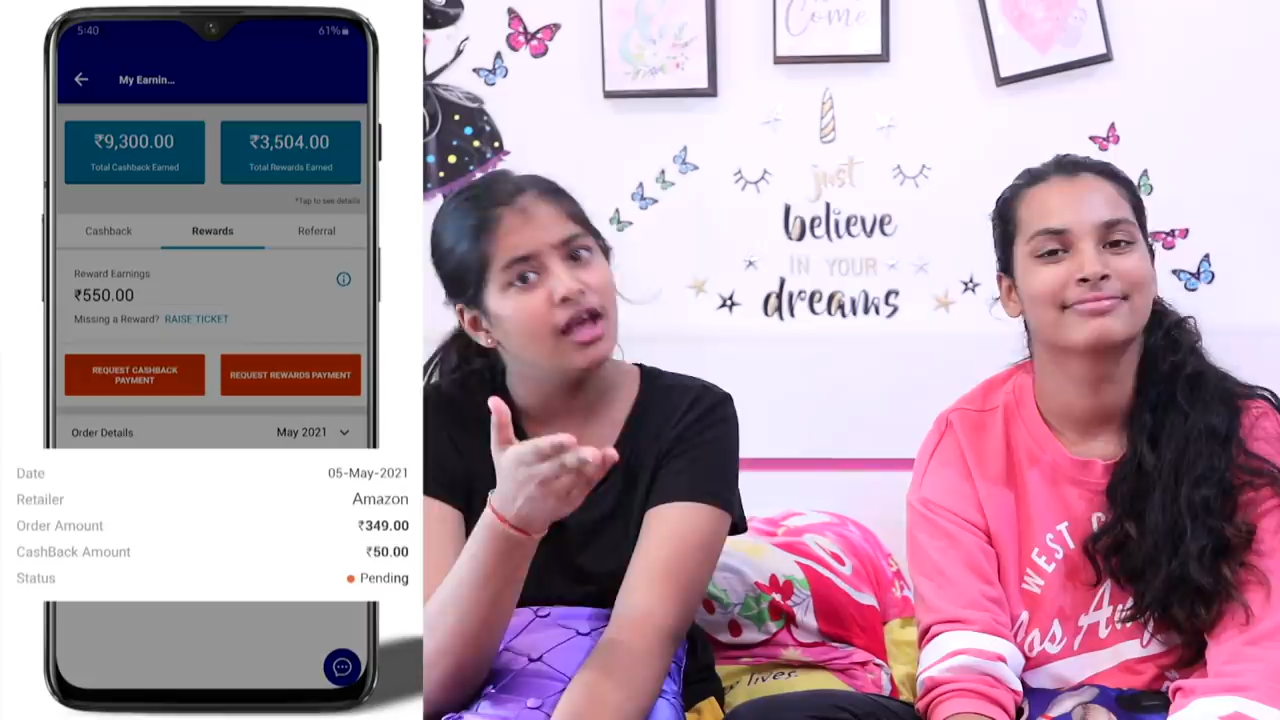 5:40
61%
My Earnin...
₹9,300.00
Total Cashback Earned
₹3,504.00
Total Rewards Earned
*Tap to see details
Cashback
Rewards
Referral
Reward Earnings
₹550.00
Missing a Reward? RAISE TICKET
REQUEST CASHBACK
PAYMENT
REQUEST REWARDS PAYMENT
Order Details
May 2021
Date
05-May-2021
Retailer
Amazon
Order Amount
₹349.00
CashBack Amount
₹50.00
Status
Pending
Come
just
believe
IN YOUR
dreams
WEST
Los
lives